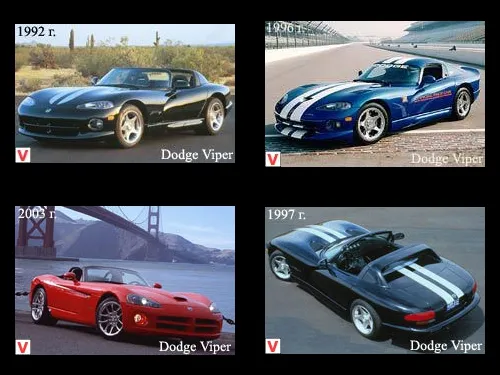 1992 г.
Dodge Viper
V
1996 г.
Dodge Viper
V
2003 г.
Dodge Viper
V
1997 г.
Dodge Viper
V